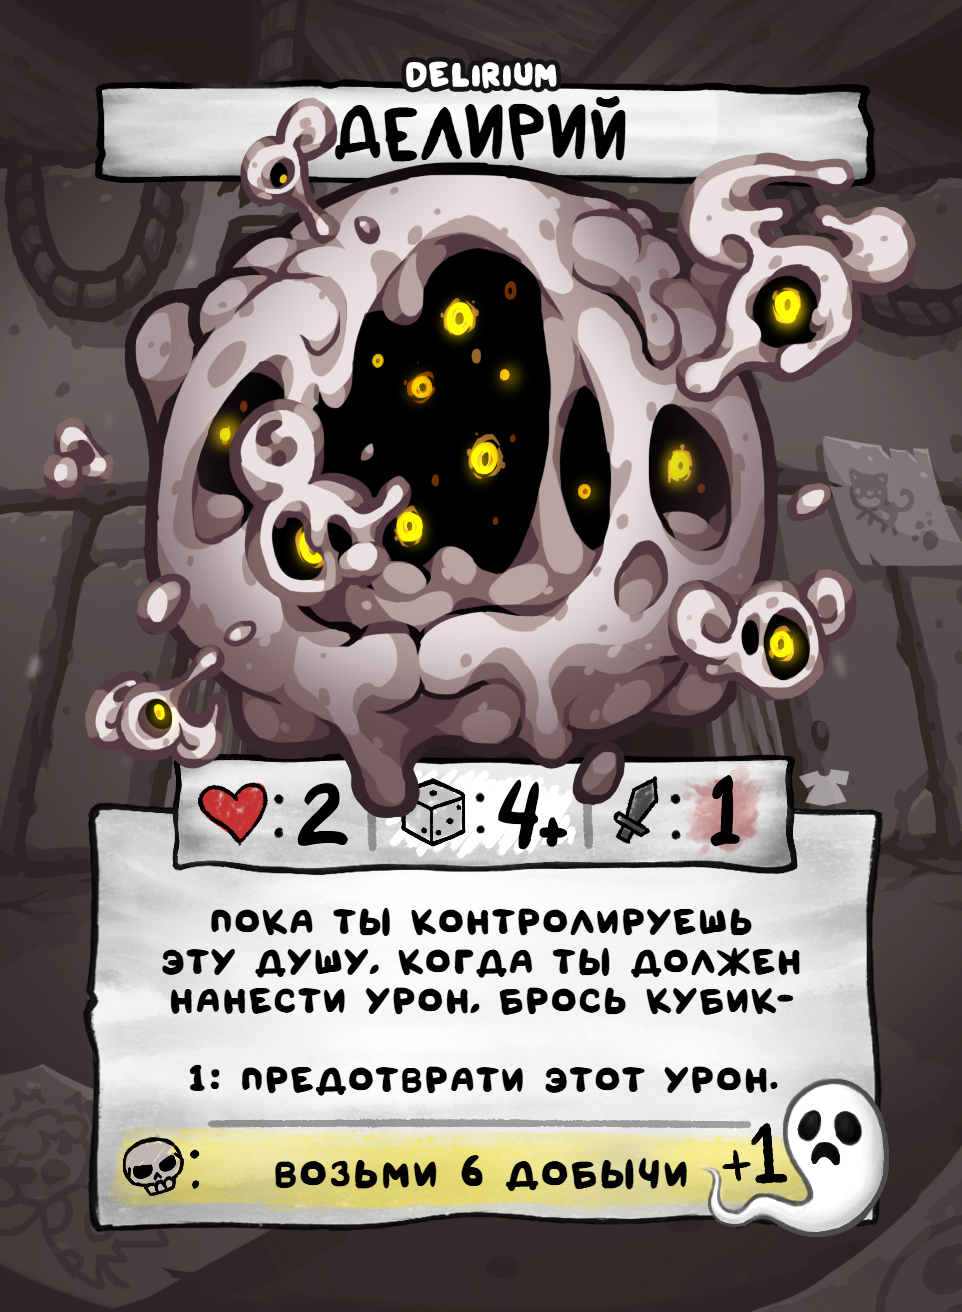 DELIRIUM
ДЕЛИРИЙ
: 2 : 4+ : 1
ПОКА ТЫ КОНТРОЛИРУЕШЬ
ЭТУ ДУШУ, КОГДА ТЫ ДОЛЖЕН
НАНЕСТИ УРОН, БРОСЬ КУБИК-
1: ПРЕДОТВРАТИ ЭТОТ УРОН.
: ВОЗЬМИ 6 ДОБЫЧИ +1